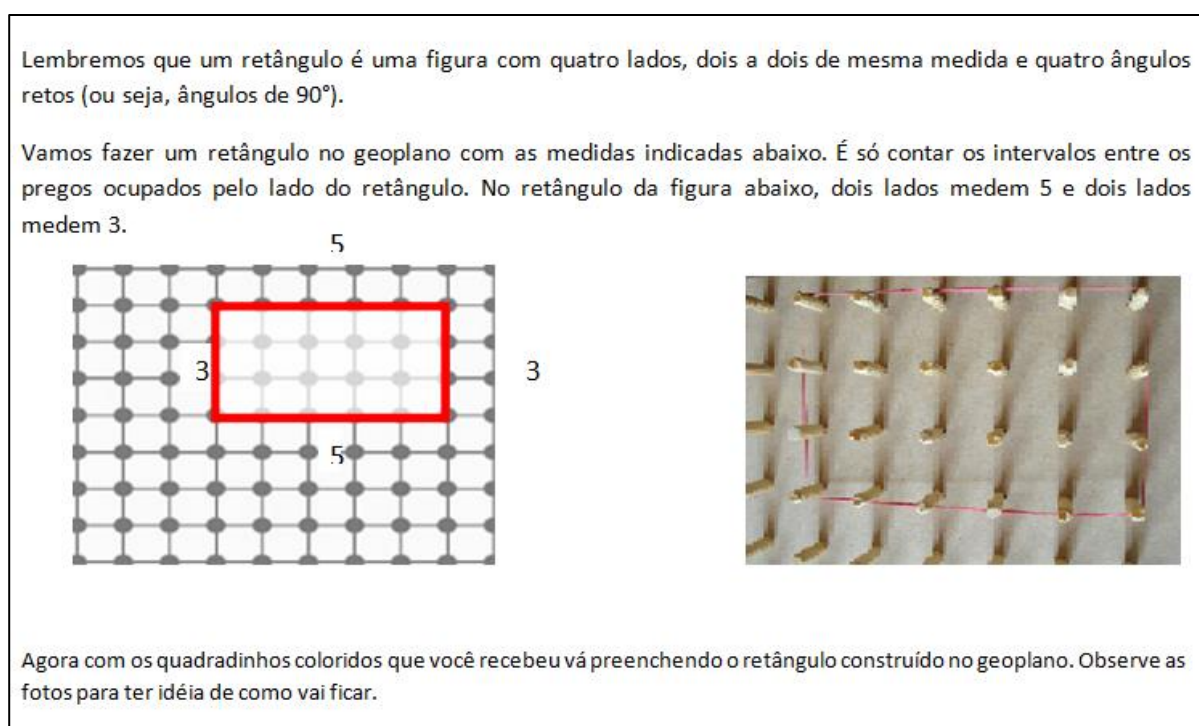 Lembremos que um retângulo é uma figura com quatro lados, dois a dois de mesma medida e quatro ângulos
retos (ou seja, ângulos de 90°).
Vamos fazer um retângulo no geoplano com as medidas indicadas abaixo. É só contar os intervalos entre os
pregos ocupados pelo lado do retângulo. No retângulo da figura abaixo, dois lados medem 5 e dois lados
medem 3.
5
3
3
5
Agora com os quadradinhos coloridos que você recebeu vá preenchendo o retângulo construído no geoplano. Observe as
fotos para ter idéia de como vai ficar.